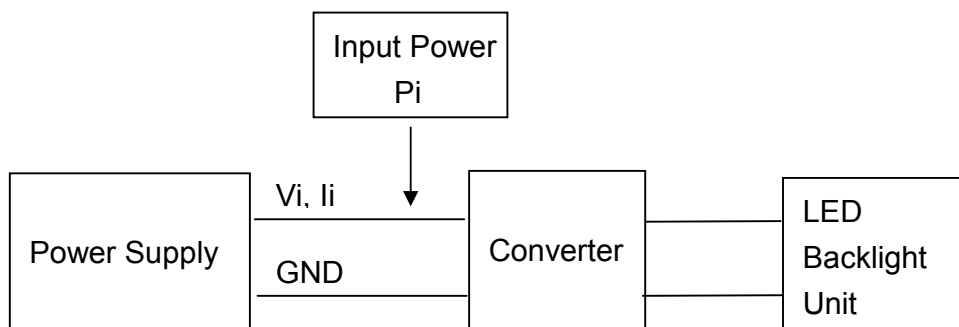 Input Power
Pi
Vi, Ii
Power Supply
GND
Converter
LED
Backlight
Unit